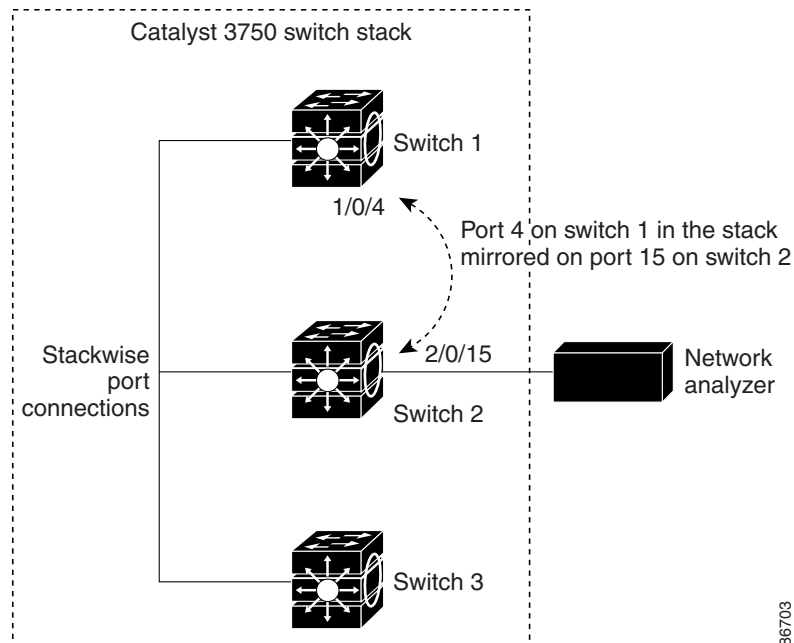 Catalyst 3750 switch stack
Switch 1
1/0/4
Port 4 on switch 1 in the stack
mirrored on port 15 on switch 2
Stackwise
port
connections
2/0/15
Switch 2
Network
analyzer
Switch 3
86703